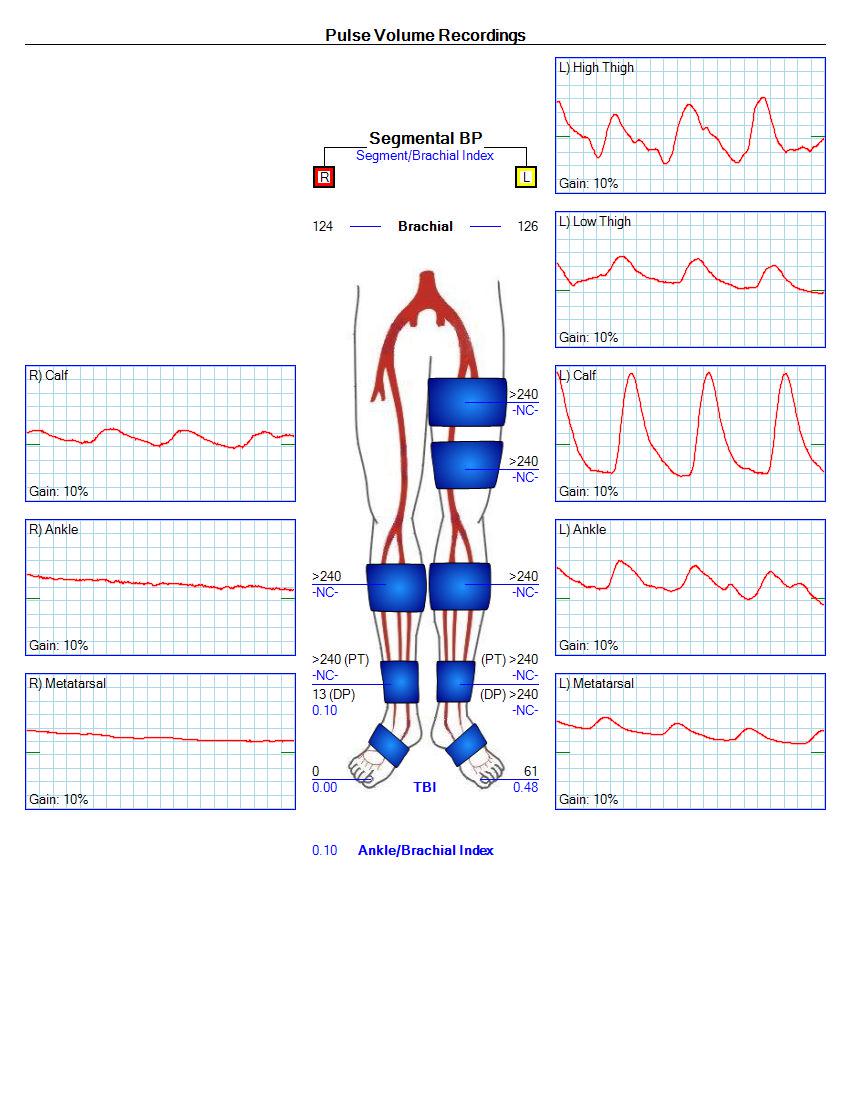 Pulse Volume Recordings
L) High Thigh
Gain: 10%
Segmental BP
Segment/Brachial Index
R
L
124 Brachial 126
L) Low Thigh
Gain: 10%
R) Calf
Gain: 10%
>240
-NC-
>240
-NC-
L) Calf
Gain: 10%
R) Ankle
Gain: 10%
>240
-NC-
>240
-NC-
L) Ankle
Gain: 10%
R) Metatarsal
Gain: 10%
>240 (PT)
-NC-
13 (DP)
0.10
(PT) >240
-NC-
(DP) >240
-NC-
L) Metatarsal
Gain: 10%
0
0.00
TBI
61
0.48
0.10 Ankle/Brachial Index